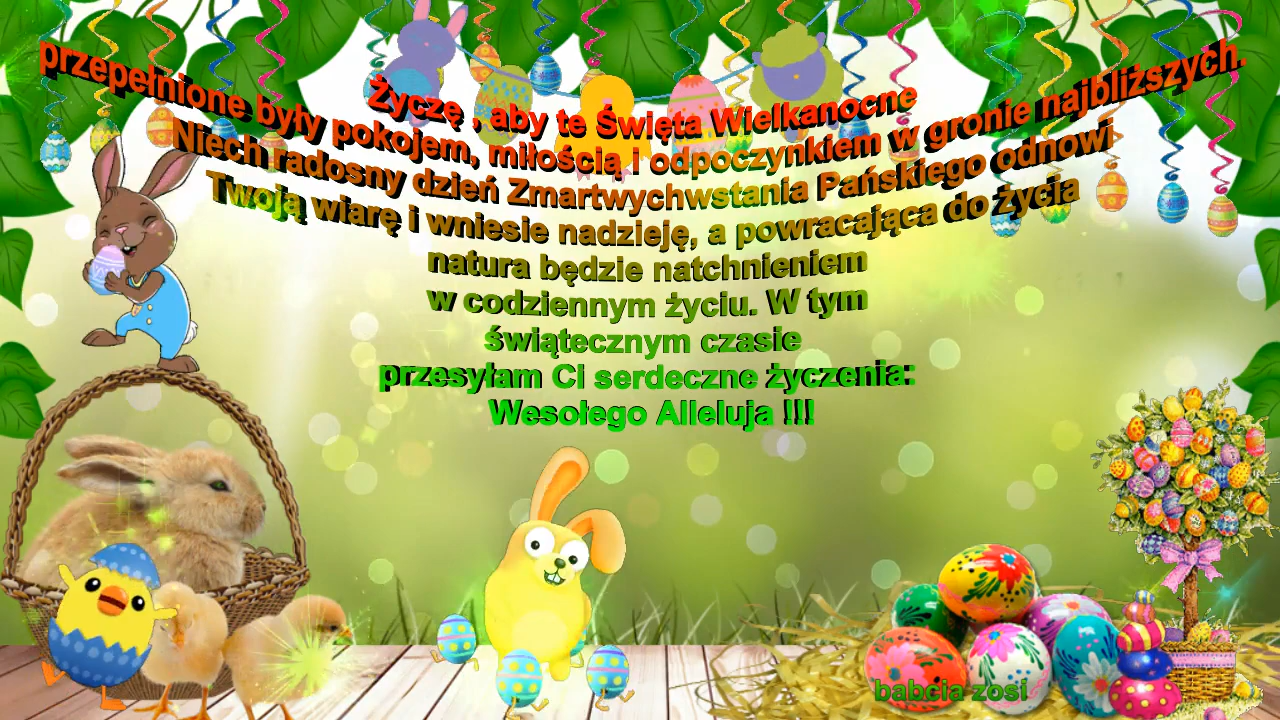 Życzę , aby te Święta Wielkanocne
przepełnione były pokojem, miłością i odpoczynkiem w gronie najbliższych.
Niech radosny dzień Zmartwychwstania Pańskiego odnowi
Twoją wiarę i wniesie nadzieję, a powracająca do życia
natura będzie natchnieniem
w codziennym życiu. W tym
świątecznym czasie
przesyłam Ci serdeczne życzenia:
Wesołego Alleluja !!!
babcia zosi